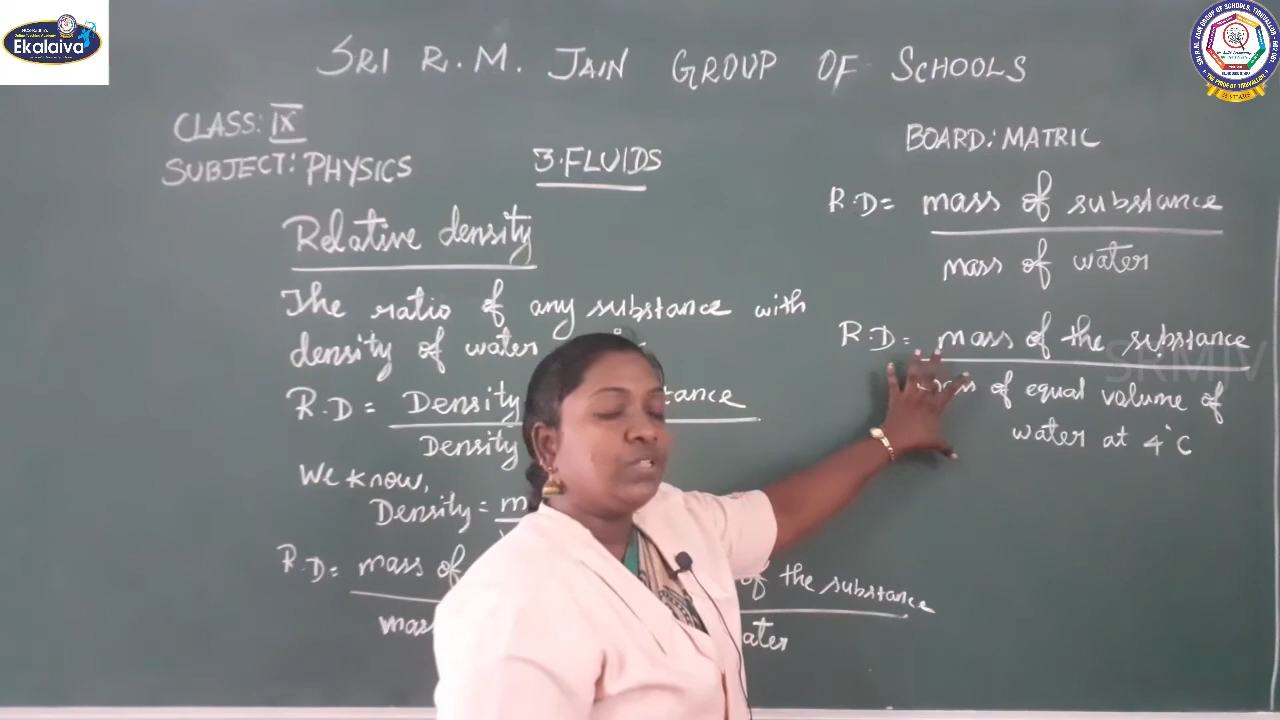 Ekalaiva
SRI R.M. JAIN GROUP OF SCHOOLS
CLASS: IX
SUBJECT: PHYSICS
3. FLUIDS
BOARD: MATRIC
Relative density
The ratio of any substance with
density of water
R.D = Density
Density
We know,
Density = m
R.D = mass of of the substance
R.D = mass of substance
mass of water
R.D = mass of the substance
of equal volume of
water at 4°C
SRMTV